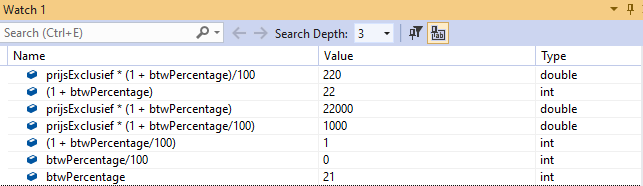 Watch 1
Search (Ctrl+E) Search Depth: 3
Name Value Type
prijsExclusief * (1 + btwPercentage)/100 220 double
(1 + btwPercentage) 22 int
prijsExclusief * (1 + btwPercentage) 22000 double
prijsExclusief * (1 + btwPercentage/100) 1000 double
(1 + btwPercentage/100) 1 int
btwPercentage/100 0 int
btwPercentage 21 int